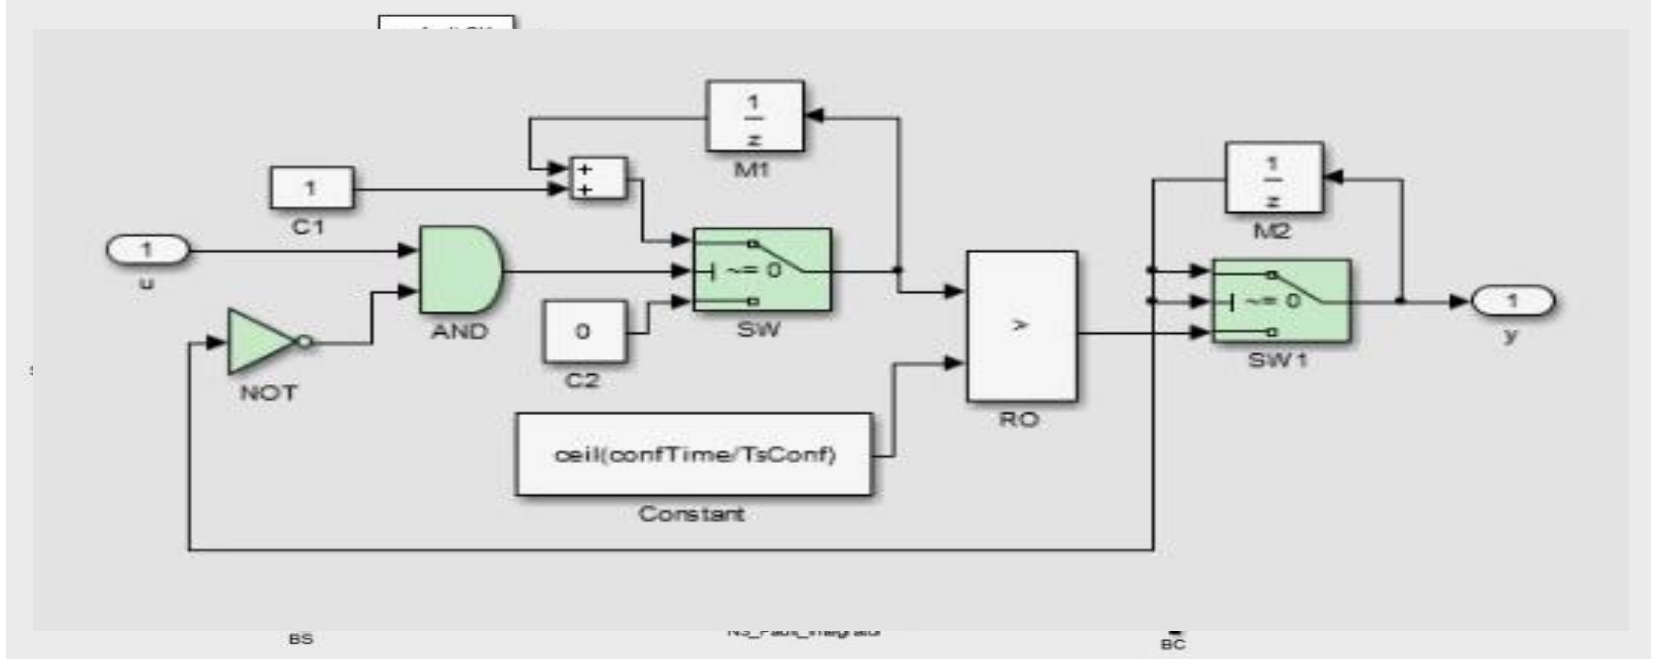 1
z
M1
+
+
1
C1
1
z
M2
1
u
AND
~= 0
SW
0
C2
>
RO
~= 0
SW1
1
y
NOT
ceil(confTime/TsConf)
Constant
BS
BC